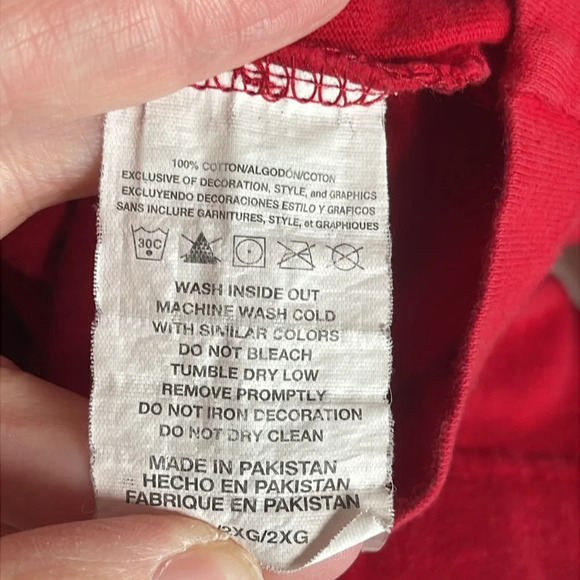 100% COTTON/ALGODÓN/COTON
EXCLUSIVE OF DECORATION, STYLE, and GRAPHICS
EXCLUYENDO DECORACIONES ESTILO Y GRAFICOS
SANS INCLURE GARNITURES, STYLE, et GRAPHIQUES
30C
WASH INSIDE OUT
MACHINE WASH COLD
WITH SIMILAR COLORS
DO NOT BLEACH
TUMBLE DRY LOW
REMOVE PROMPTLY
DO NOT IRON DECORATION
DO NOT DRY CLEAN
MADE IN PAKISTAN
HECHO EN PAKISTAN
FABRIQUE EN PAKISTAN
/2XG/2XG